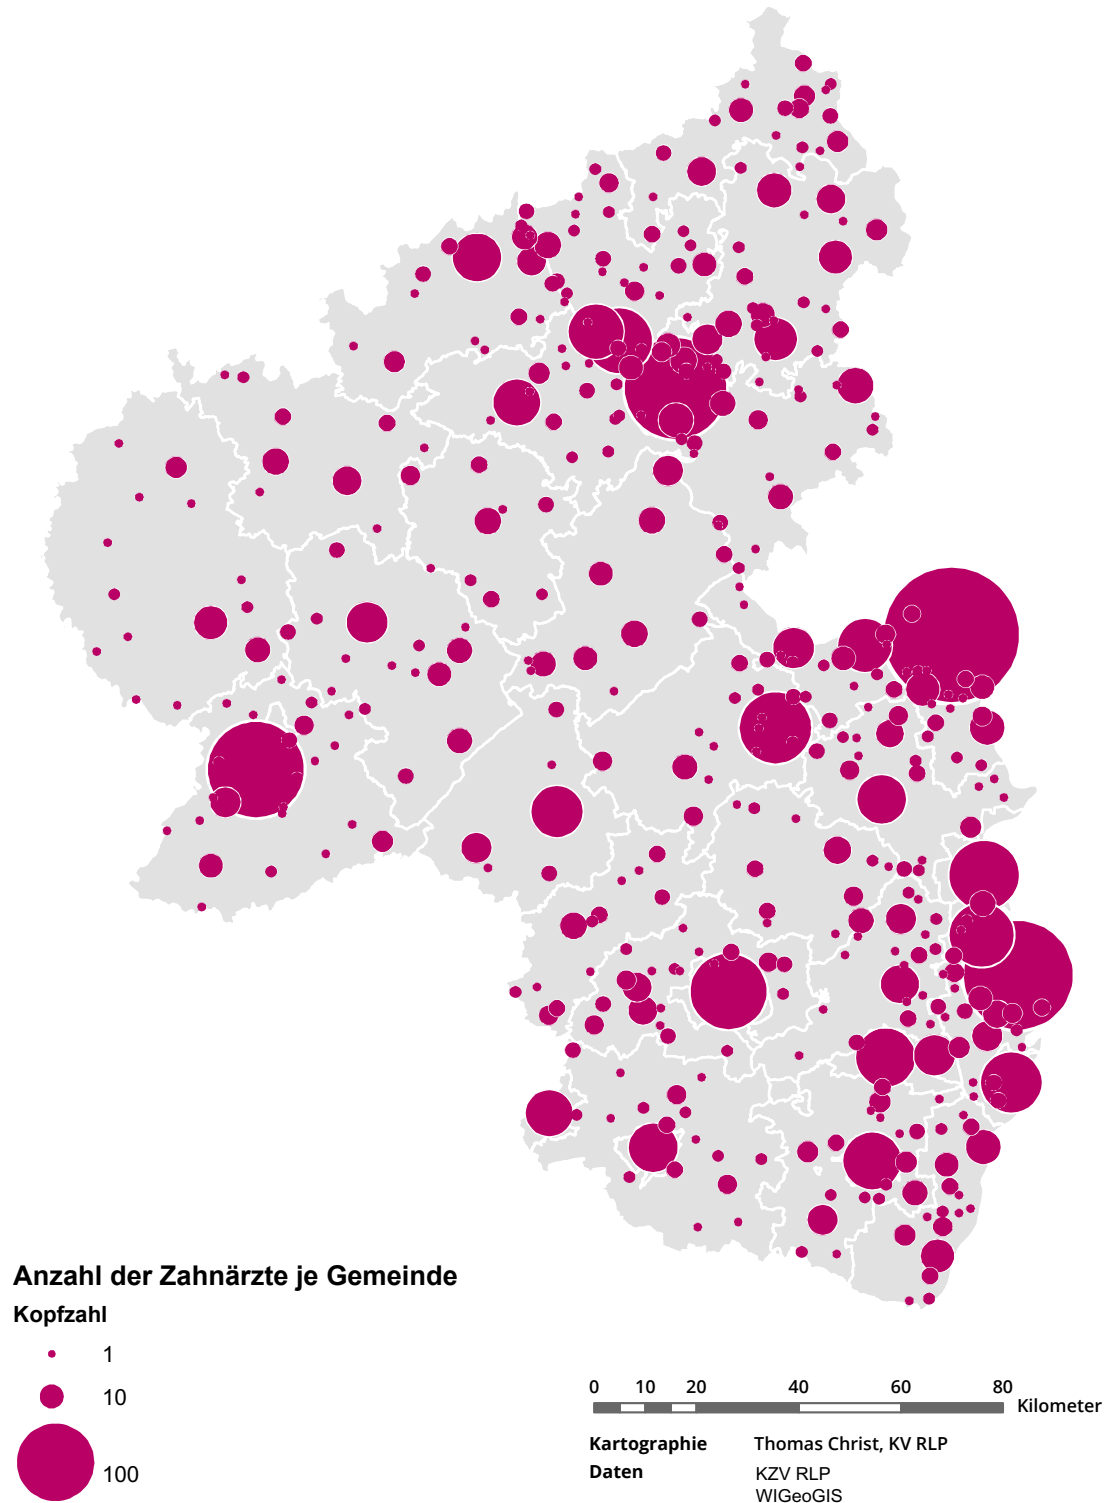 Anzahl der Zahnärzte je Gemeinde
Kopfzahl
1
10
100
0 10 20 40 60 80
Kilometer
Kartographie Thomas Christ, KV RLP
Daten KZV RLP
WIGeoGIS